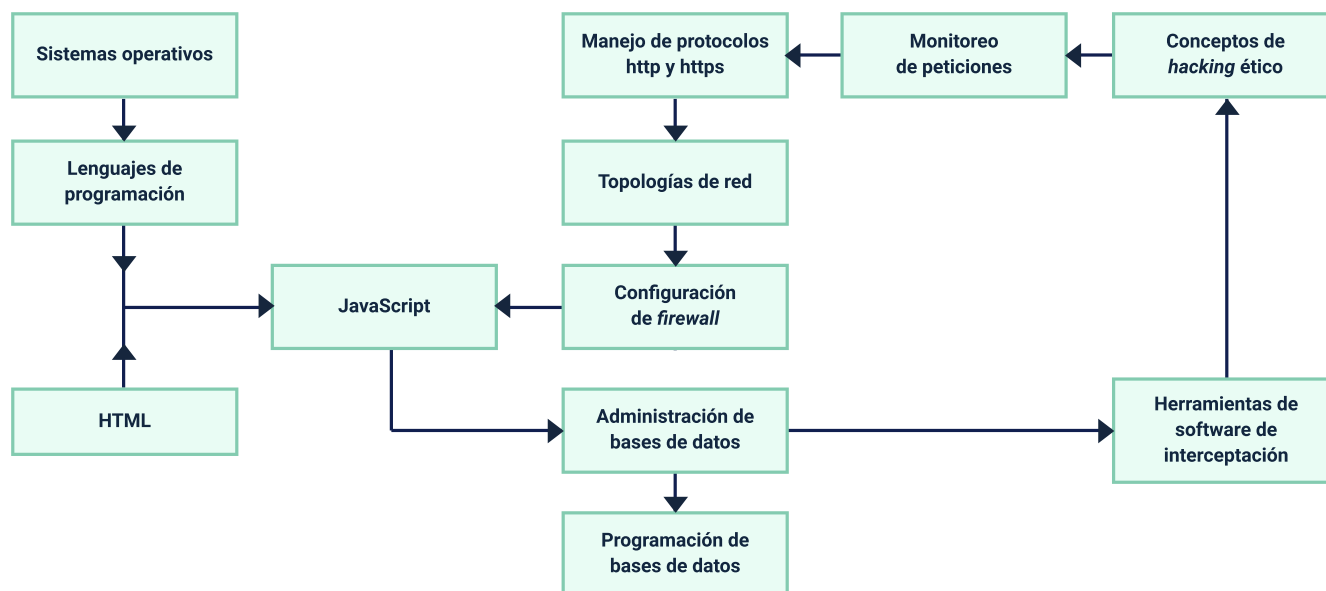 Sistemas operativos
Manejo de protocolos
http y https
Monitoreo
de peticiones
Conceptos de
hacking ético
Lenguajes de
programación
Topologías de red
JavaScript
Configuración
de firewall
HTML
Administración de
bases de datos
Herramientas de
software de
interceptación
Programación de
bases de datos